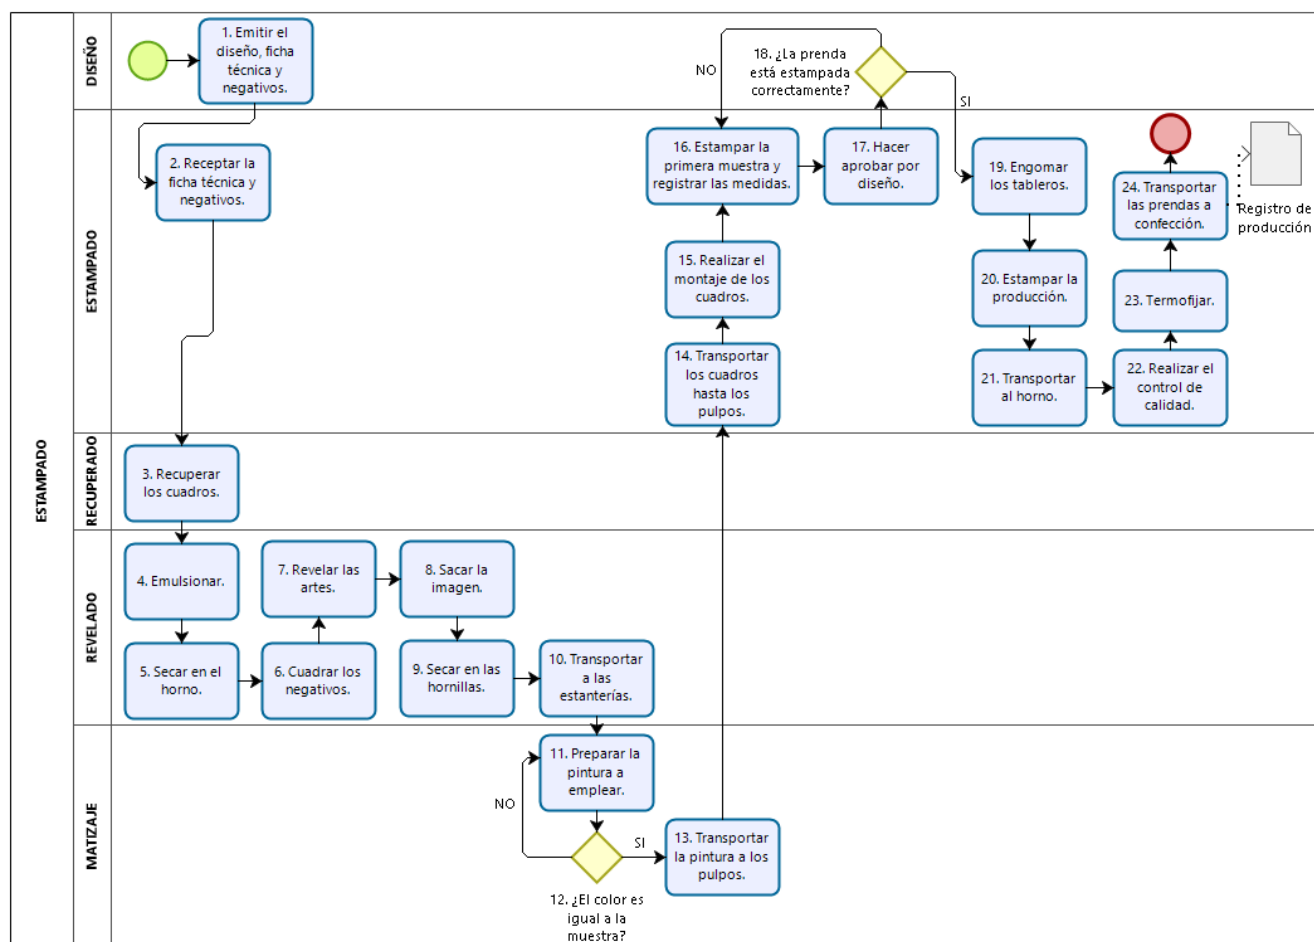 ESTAMPADO
DISEÑO
1. Emitir el
diseño, ficha
técnica y
negativos.
18. ¿La prenda
está estampada
correctamente?
NO
SI
ESTAMPADO
2. Receptar la
ficha técnica y
negativos.
16. Estampar la
primera muestra y
registrar las medidas.
17. Hacer
aprobar por
diseño.
19. Engomar
los tableros.
24. Transportar
las prendas a
confección.
Registro de
producción
15. Realizar el
montaje de los
cuadros.
20. Estampar la
producción.
23. Termofijar.
14. Transportar
los cuadros
hasta los
pulpos.
21. Transportar
al horno.
22. Realizar el
control de
calidad.
RECUPERADO
3. Recuperar
los cuadros.
REVELADO
4. Emulsionar.
7. Revelar las
artes.
8. Sacar la
imagen.
5. Secar en el
horno.
6. Cuadrar los
negativos.
9. Secar en las
hornillas.
10. Transportar
a las
estanterías.
MATIZAJE
11. Preparar la
pintura a
emplear.
NO
SI
13. Transportar
la pintura a los
pulpos.
12. ¿El color es
igual a la
muestra?